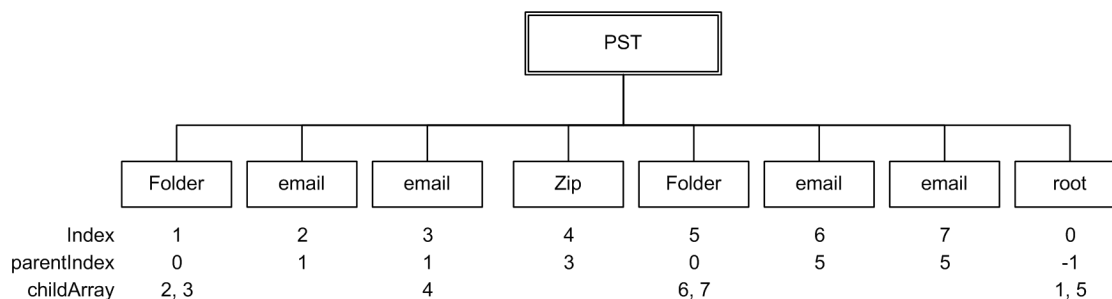 PST
Folder email email Zip Folder email email root
Index 1 2 3 4 5 6 7 0
parentIndex 0 1 1 3 0 5 5 -1
childArray 2, 3 4 6, 7 1, 5